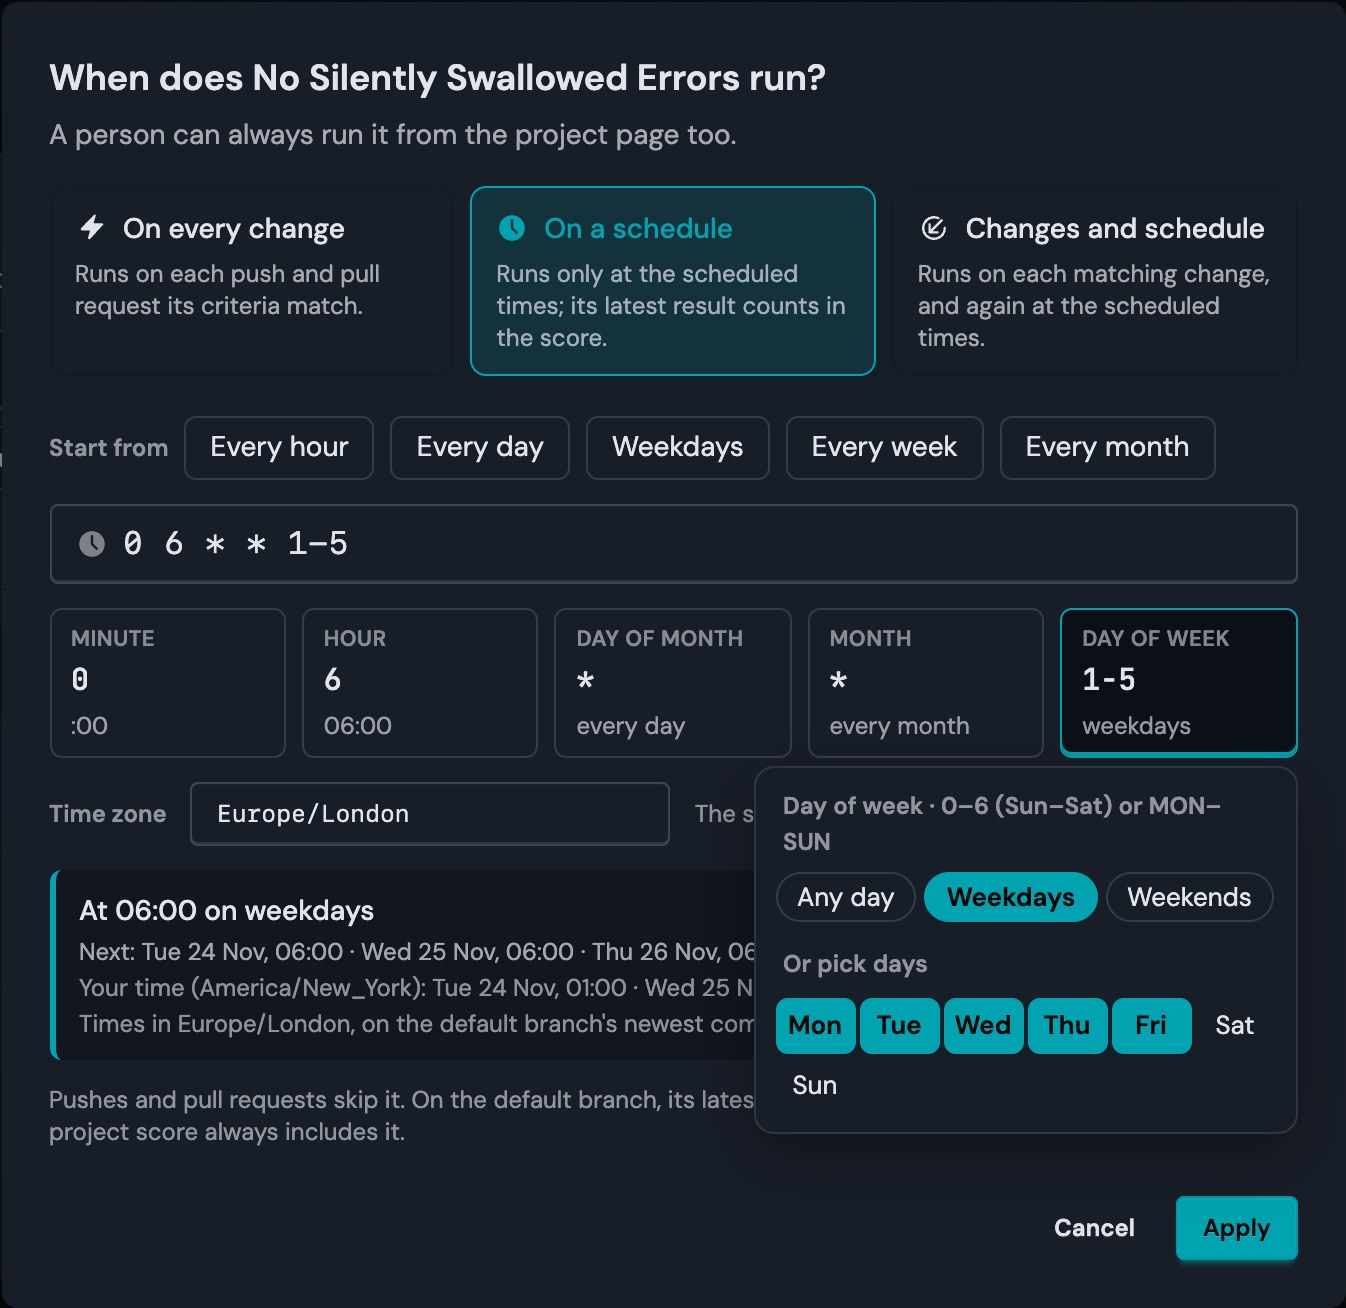 When does No Silently Swallowed Errors run?
A person can always run it from the project page too.
On every change
Runs on each push and pull
request its criteria match.
On a schedule
Runs only at the scheduled
times; its latest result counts in
the score.
Changes and schedule
Runs on each matching change,
and again at the scheduled
times.
Start from
Every hour
Every day
Weekdays
Every week
Every month
0 6 * * 1–5
MINUTE
0
:00
HOUR
6
06:00
DAY OF MONTH
*
every day
MONTH
*
every month
DAY OF WEEK
1-5
weekdays
Time zone
Europe/London
The s
Day of week · 0–6 (Sun–Sat) or MON–
SUN
Any day
Weekdays
Weekends
Or pick days
Mon
Tue
Wed
Thu
Fri
Sat
Sun
At 06:00 on weekdays
Next: Tue 24 Nov, 06:00 · Wed 25 Nov, 06:00 · Thu 26 Nov, 06
Your time (America/New_York): Tue 24 Nov, 01:00 · Wed 25 N
Times in Europe/London, on the default branch's newest com
Pushes and pull requests skip it. On the default branch, its lates
project score always includes it.
Cancel
Apply